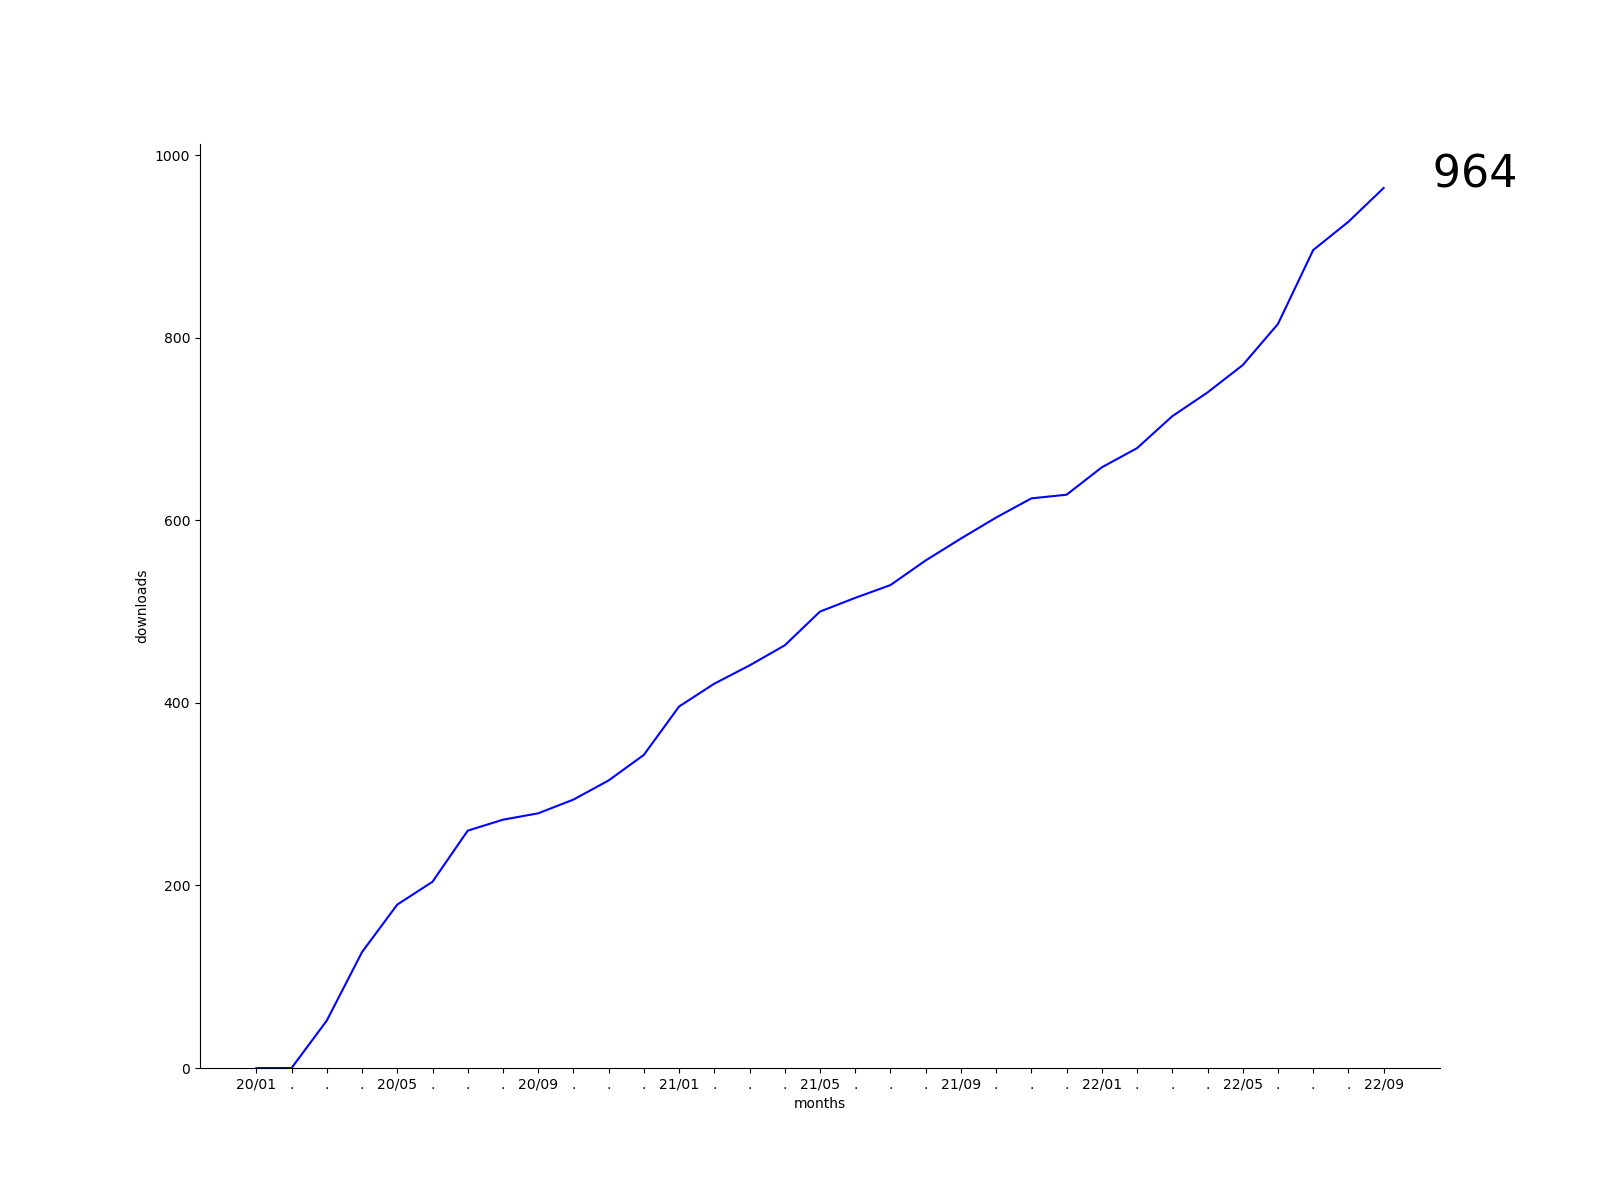 964
1000
800
600
400
200
0
downloads
20/01 . . . 20/05 . . . 20/09 . . . 21/01 . . . 21/05 . . . 21/09 . . . 22/01 . . . 22/05 . . . 22/09
months